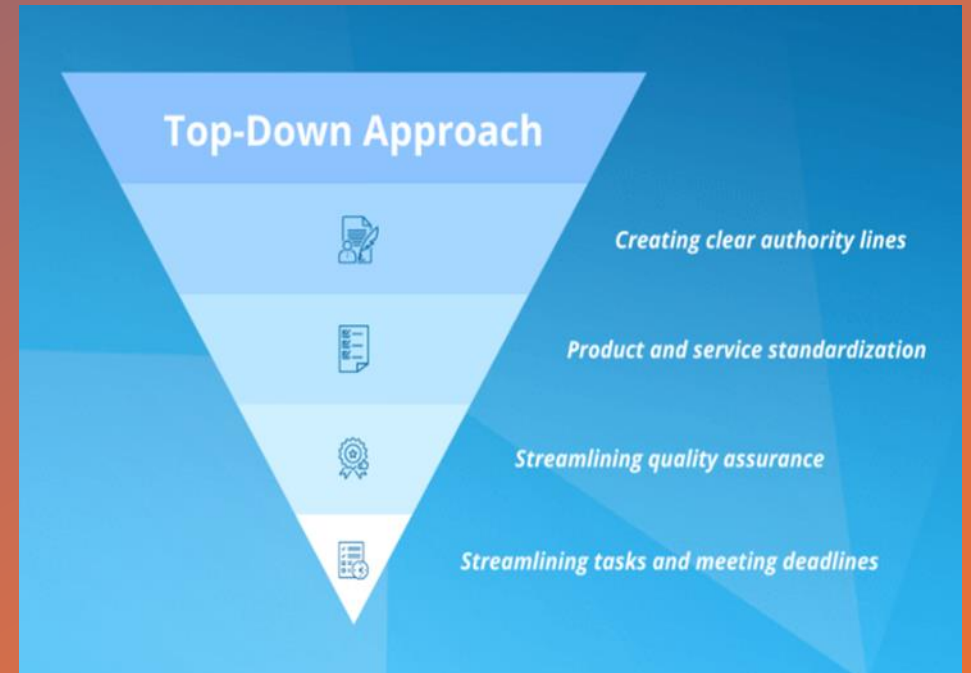 Top-Down Approach
Creating clear authority lines
Product and service standardization
Streamlining quality assurance
Streamlining tasks and meeting deadlines